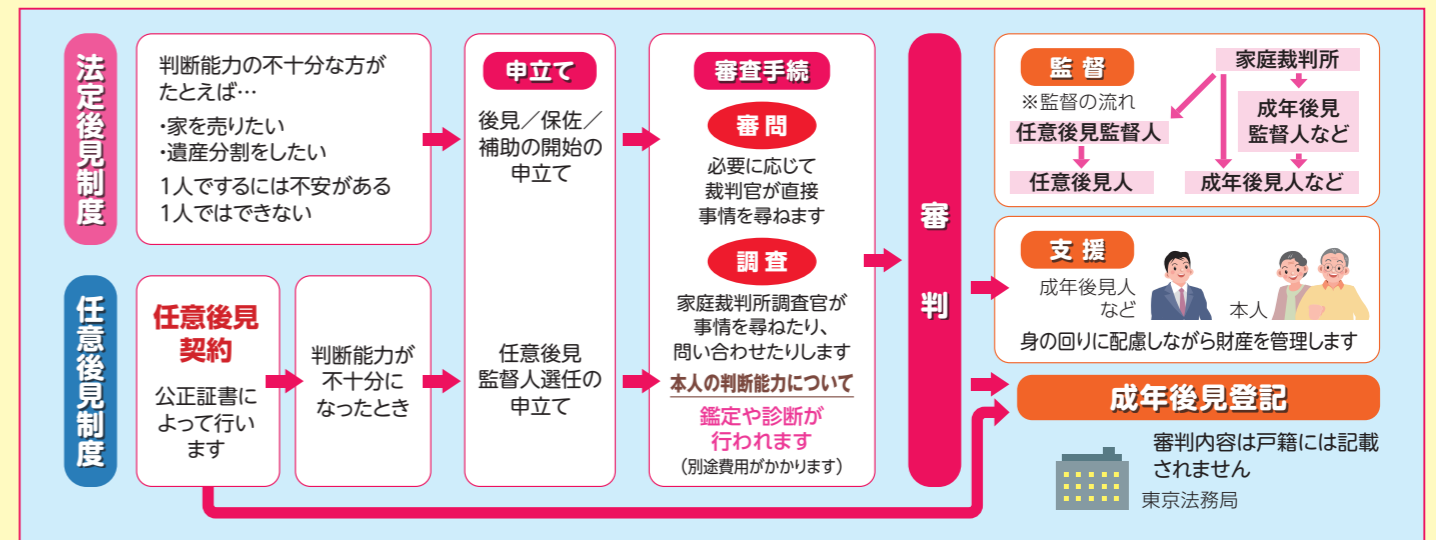 法定後見制度
判断能力の不十分な方が
たとえば…
・家を売りたい
・遺産分割をしたい
1人でするには不安がある
1人ではできない
任意後見制度
任意後見
契約
公正証書に
よって行い
ます
判断能力が
不十分に
なったとき
申立て
後見／保佐／
補助の開始の
申立て
任意後見
監督人選任の
申立て
審査手続
審問
必要に応じて
裁判官が直接
事情を尋ねます
調査
家庭裁判所調査官が
事情を尋ねたり、
問い合わせたりします
本人の判断能力について
鑑定や診断が
行われます
（別途費用がかかります）
審判
監督
※監督の流れ
家庭裁判所
任意後見監督人
成年後見
監督人など
任意後見人
成年後見人など
支援
成年後見人
など
本人
身の回りに配慮しながら財産を管理します
成年後見登記
審判内容は戸籍には記載
されません
東京法務局